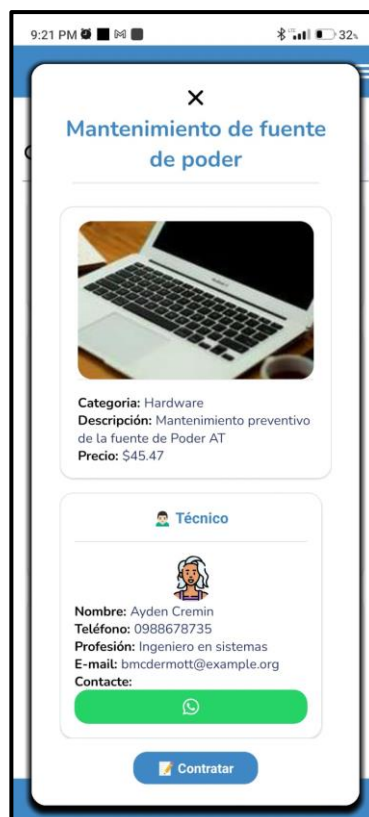 9:21 PM
32%
Mantenimiento de fuente
de poder
Categoria: Hardware
Descripción: Mantenimiento preventivo
de la fuente de Poder AT
Precio: $45.47
Técnico
Nombre: Ayden Cremin
Teléfono: 0988678735
Profesión: Ingeniero en sistemas
E-mail: bmcdermott@example.org
Contacte:
Contratar